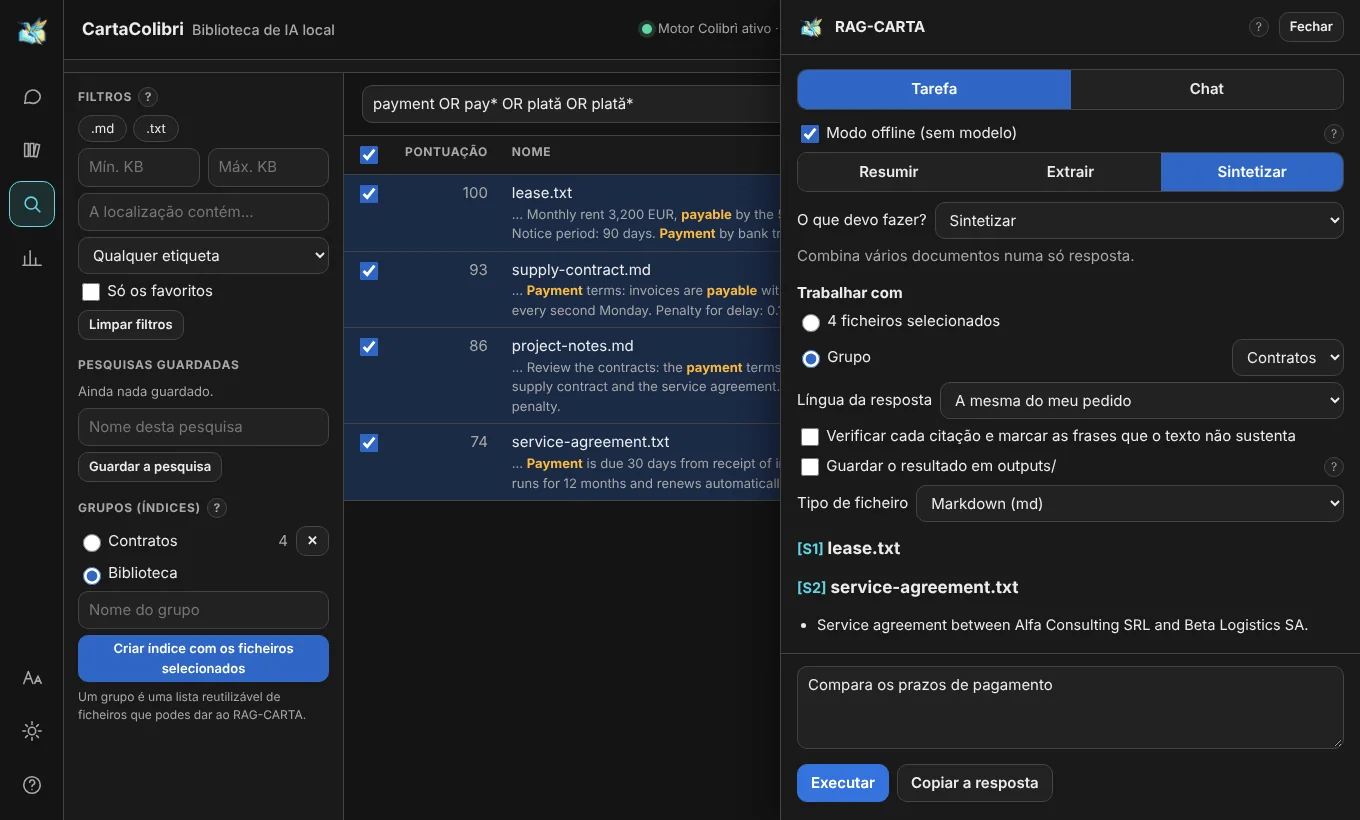 CartaColibri Biblioteca de IA local
Motor Colibrì ativo ·
FILTROS ?
.md .txt
Mín. KB Máx. KB
A localização contém…
Qualquer etiqueta
Só os favoritos
Limpar filtros
PESQUISAS GUARDADAS
Ainda nada guardado.
Nome desta pesquisa
Guardar a pesquisa
GRUPOS (ÍNDICES) ?
Contratos 4 ×
Biblioteca
Nome do grupo
Criar índice com os ficheiros
selecionados
Um grupo é uma lista reutilizável de
ficheiros que podes dar ao RAG-CARTA.
payment OR pay* OR plată OR plată*
PONTUAÇÃO NOME
100 lease.txt
... Monthly rent 3,200 EUR, payable by the
Notice period: 90 days. Payment by bank
93 supply-contract.md
... Payment terms: invoices are payable
every second Monday. Penalty for delay:
86 project-notes.md
... Review the contracts: the payment terms
supply contract and the service agreement.
penalty.
74 service-agreement.txt
... Payment is due 30 days from receipt of
runs for 12 months and renews
RAG-CARTA ? Fechar
Tarefa Chat
Modo offline (sem modelo) ?
Resumir Extrair Sintetizar
O que devo fazer? Sintetizar
Combina vários documentos numa só resposta.
Trabalhar com
4 ficheiros selecionados
Grupo Contratos
Língua da resposta A mesma do meu pedido
Verificar cada citação e marcar as frases que o texto não sustenta
Guardar o resultado em outputs/ ?
Tipo de ficheiro Markdown (md)
[S1] lease.txt
[S2] service-agreement.txt
• Service agreement between Alfa Consulting SRL and Beta Logistics SA.
Compara os prazos de pagamento
Executar Copiar a resposta
AA
?